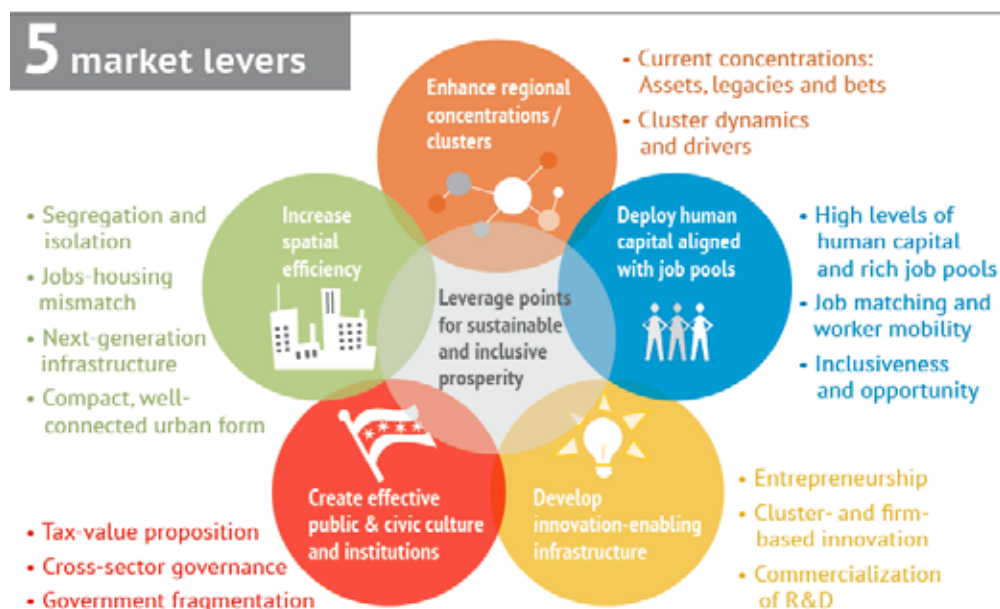 5 market levers
Enhance regional
concentrations/
clusters
• Current concentrations:
Assets, legacies and bets
• Cluster dynamics
and drivers
Deploy human
capital aligned
with job pools
• High levels of
human capital
and rich job pools
• Job matching and
worker mobility
• Inclusiveness
and opportunity
Develop
innovation-enabling
infrastructure
• Entrepreneurship
• Cluster- and firm-
based innovation
• Commercialization
of R&D
Create effective
public & civic culture
and institutions
• Tax-value proposition
• Cross-sector governance
• Government fragmentation
Increase
spatial
efficiency
• Segregation and
isolation
• Jobs-housing
mismatch
• Next-generation
infrastructure
• Compact, well-
connected urban form
Leverage points
for sustainable
and inclusive
prosperity